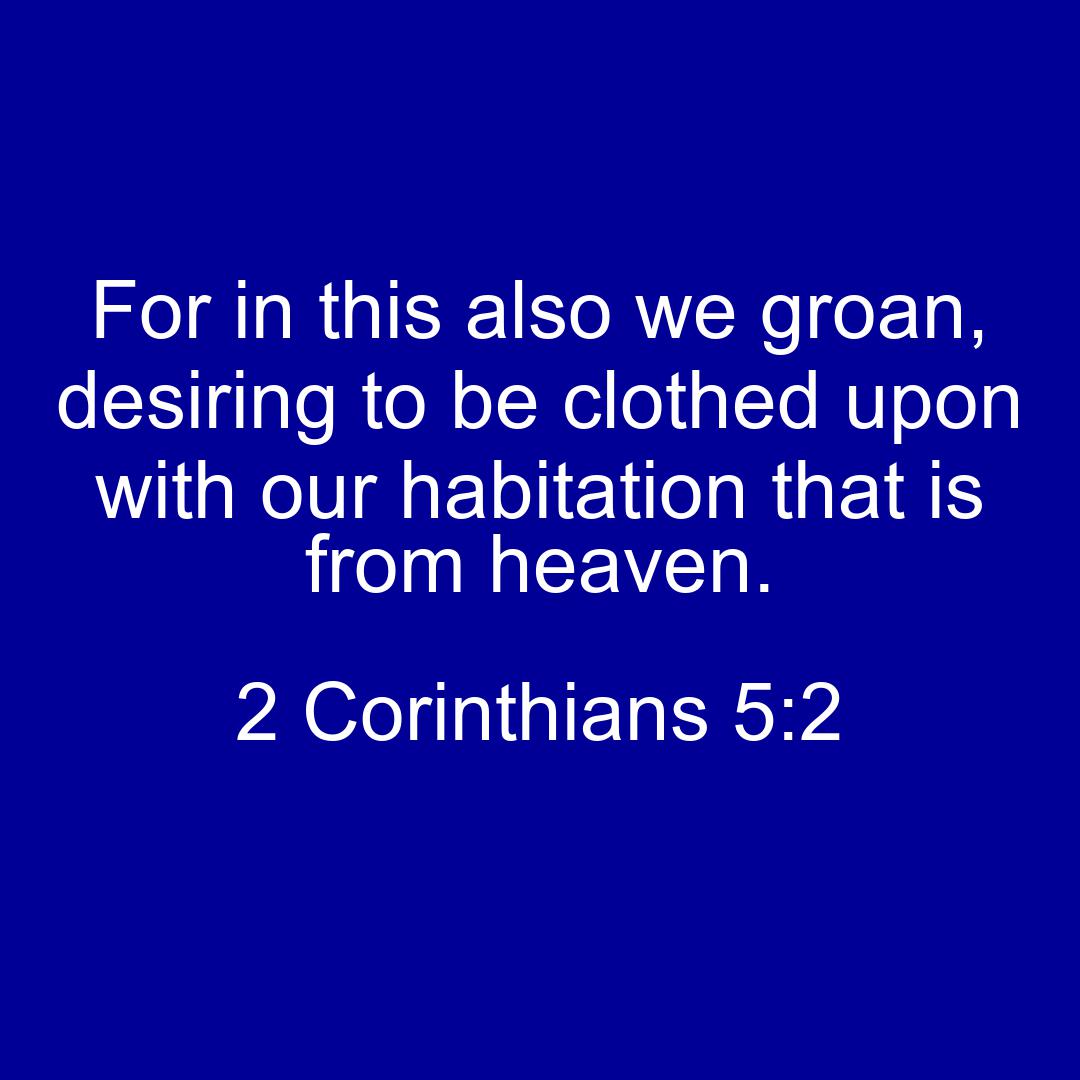 For in this also we groan,
desiring to be clothed upon
with our habitation that is
from heaven.
2 Corinthians 5:2